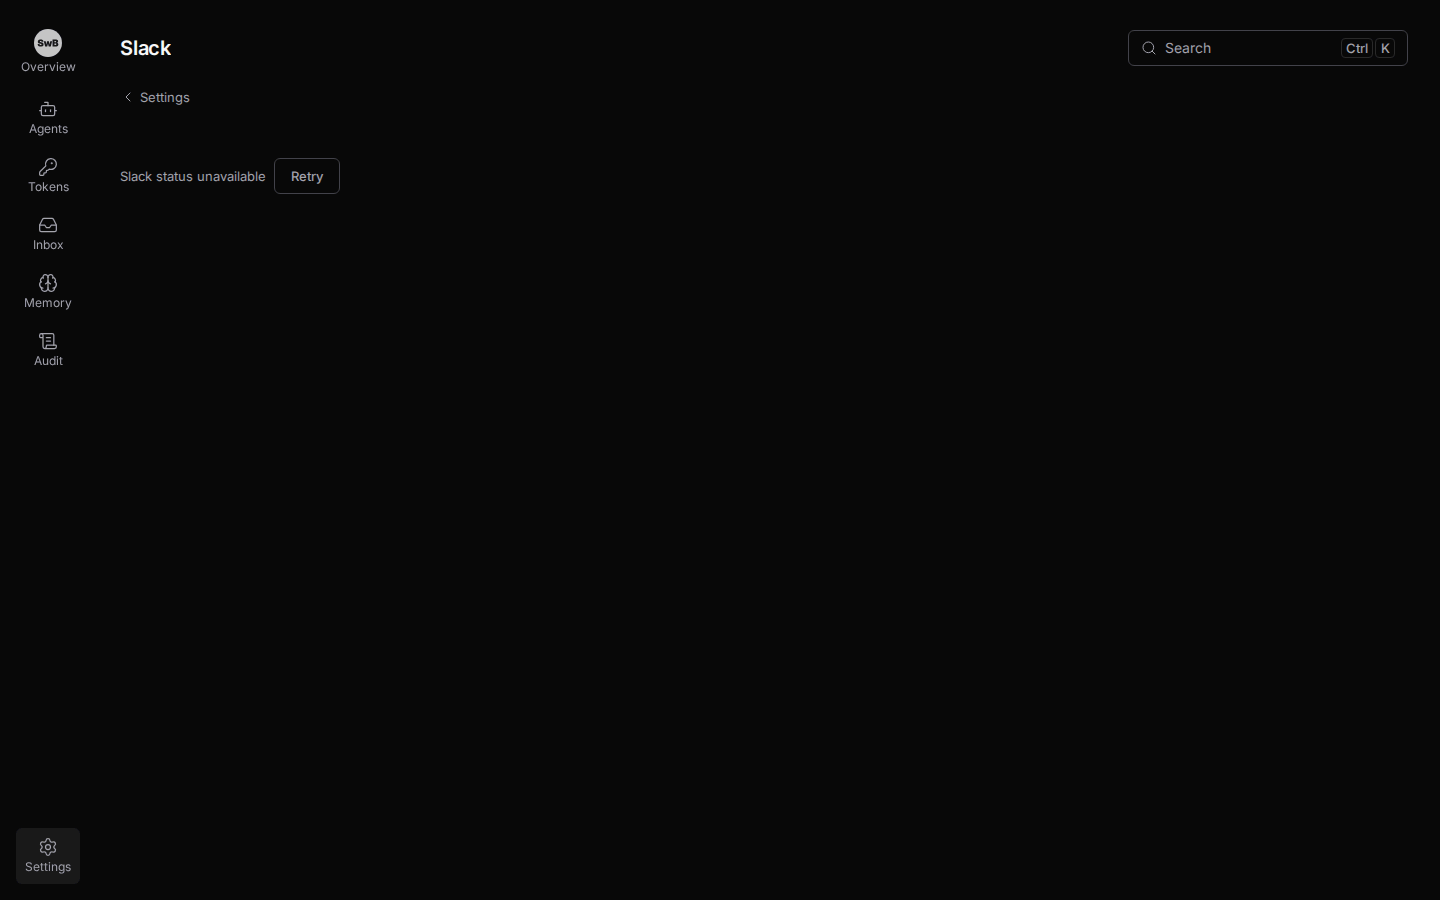 SwB
Overview
Agents
Tokens
Inbox
Memory
Audit
Settings
Slack
Search Ctrl K
Settings
Slack status unavailable Retry